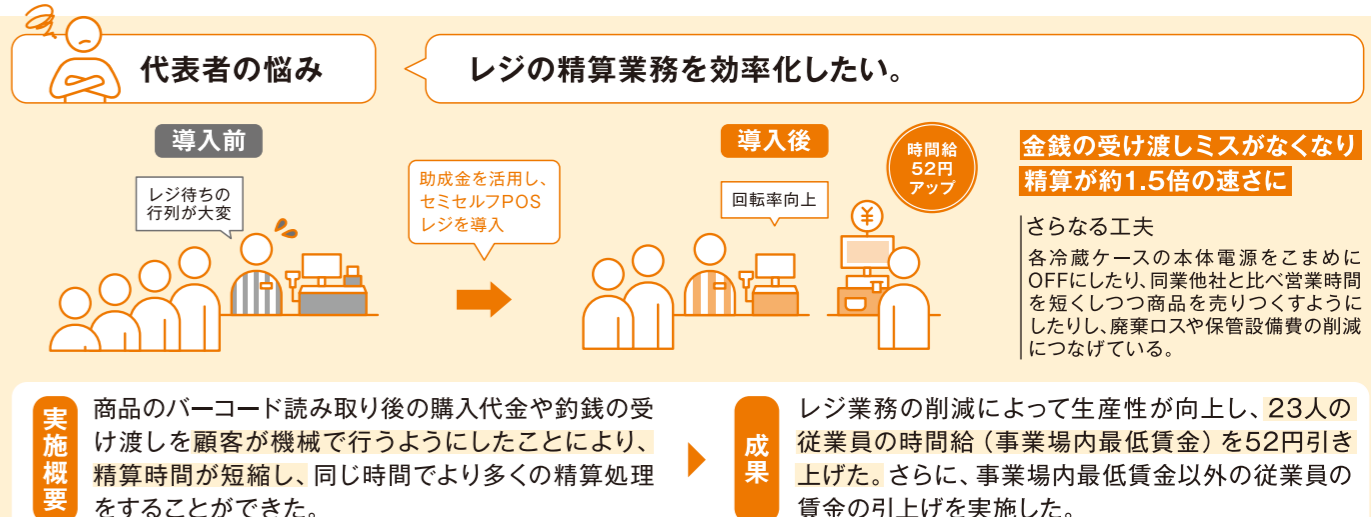 代表者の悩み
レジの精算業務を効率化したい。
導入前
レジ待ちの
行列が大変
助成金を活用し、
セミセルフPOS
レジを導入
導入後
回転率向上
時間給
52円
アップ
¥
金銭の受け渡しミスがなくなり
精算が約1.5倍の速さに
さらなる工夫
各冷蔵ケースの本体電源をこまめに
OFFにしたり、同業他社と比べ営業時間
を短くしつつ商品を売りつくすように
したりし、廃棄ロスや保管設備費の削減
につなげている。
実施概要
商品のバーコード読み取り後の購入代金や釣銭の受
け渡しを顧客が機械で行うようにしたことにより、
精算時間が短縮し、同じ時間でより多くの精算処理
をすることができた。
成果
レジ業務の削減によって生産性が向上し、23人の
従業員の時間給（事業場内最低賃金）を52円引き
上げた。さらに、事業場内最低賃金以外の従業員の
賃金の引上げを実施した。